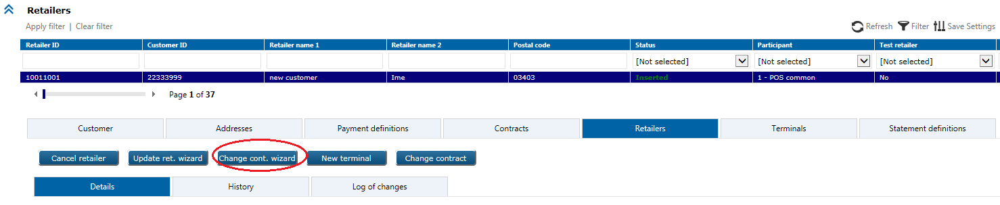 Retailers
Apply filter | Clear filter
Refresh Filter Save Settings
Retailer ID Customer ID Retailer name 1 Retailer name 2 Postal code Status Participant Test retailer
[Not selected] [Not selected] [Not selected]
10011001 22333999 new customer Ime 03403 Inserted 1 - POS common No
Page 1 of 37
Customer Addresses Payment definitions Contracts Retailers Terminals Statement definitions
Cancel retailer Update ret. wizard Change cont. wizard New terminal Change contract
Details History Log of changes